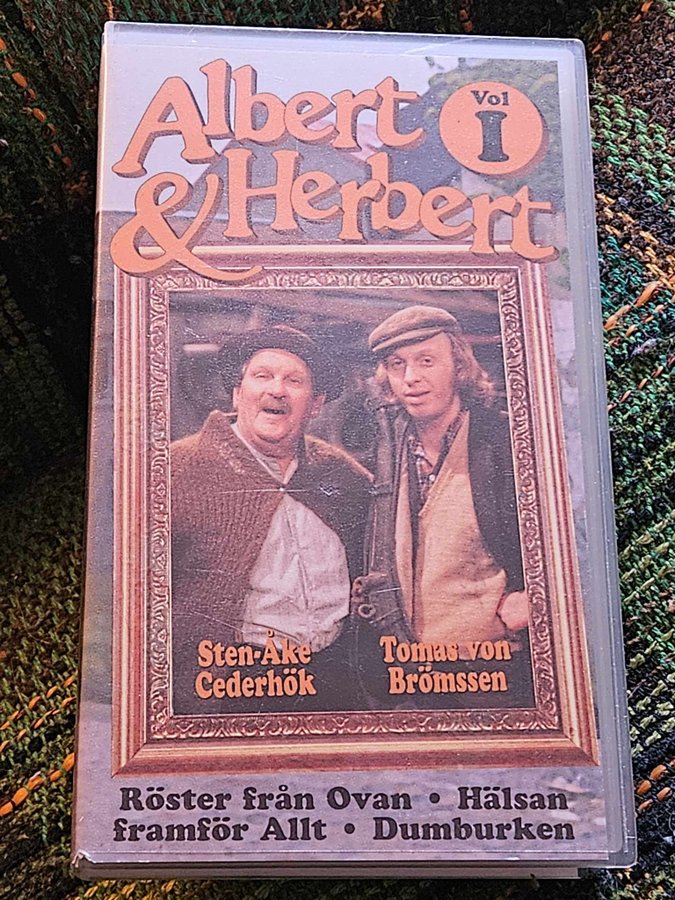 Albert
& Herbert
Vol
I
Sten-Åke
Cederhök
Tomas von
Brömssen
Röster från Ovan • Hälsan
framför Allt • Dumburken